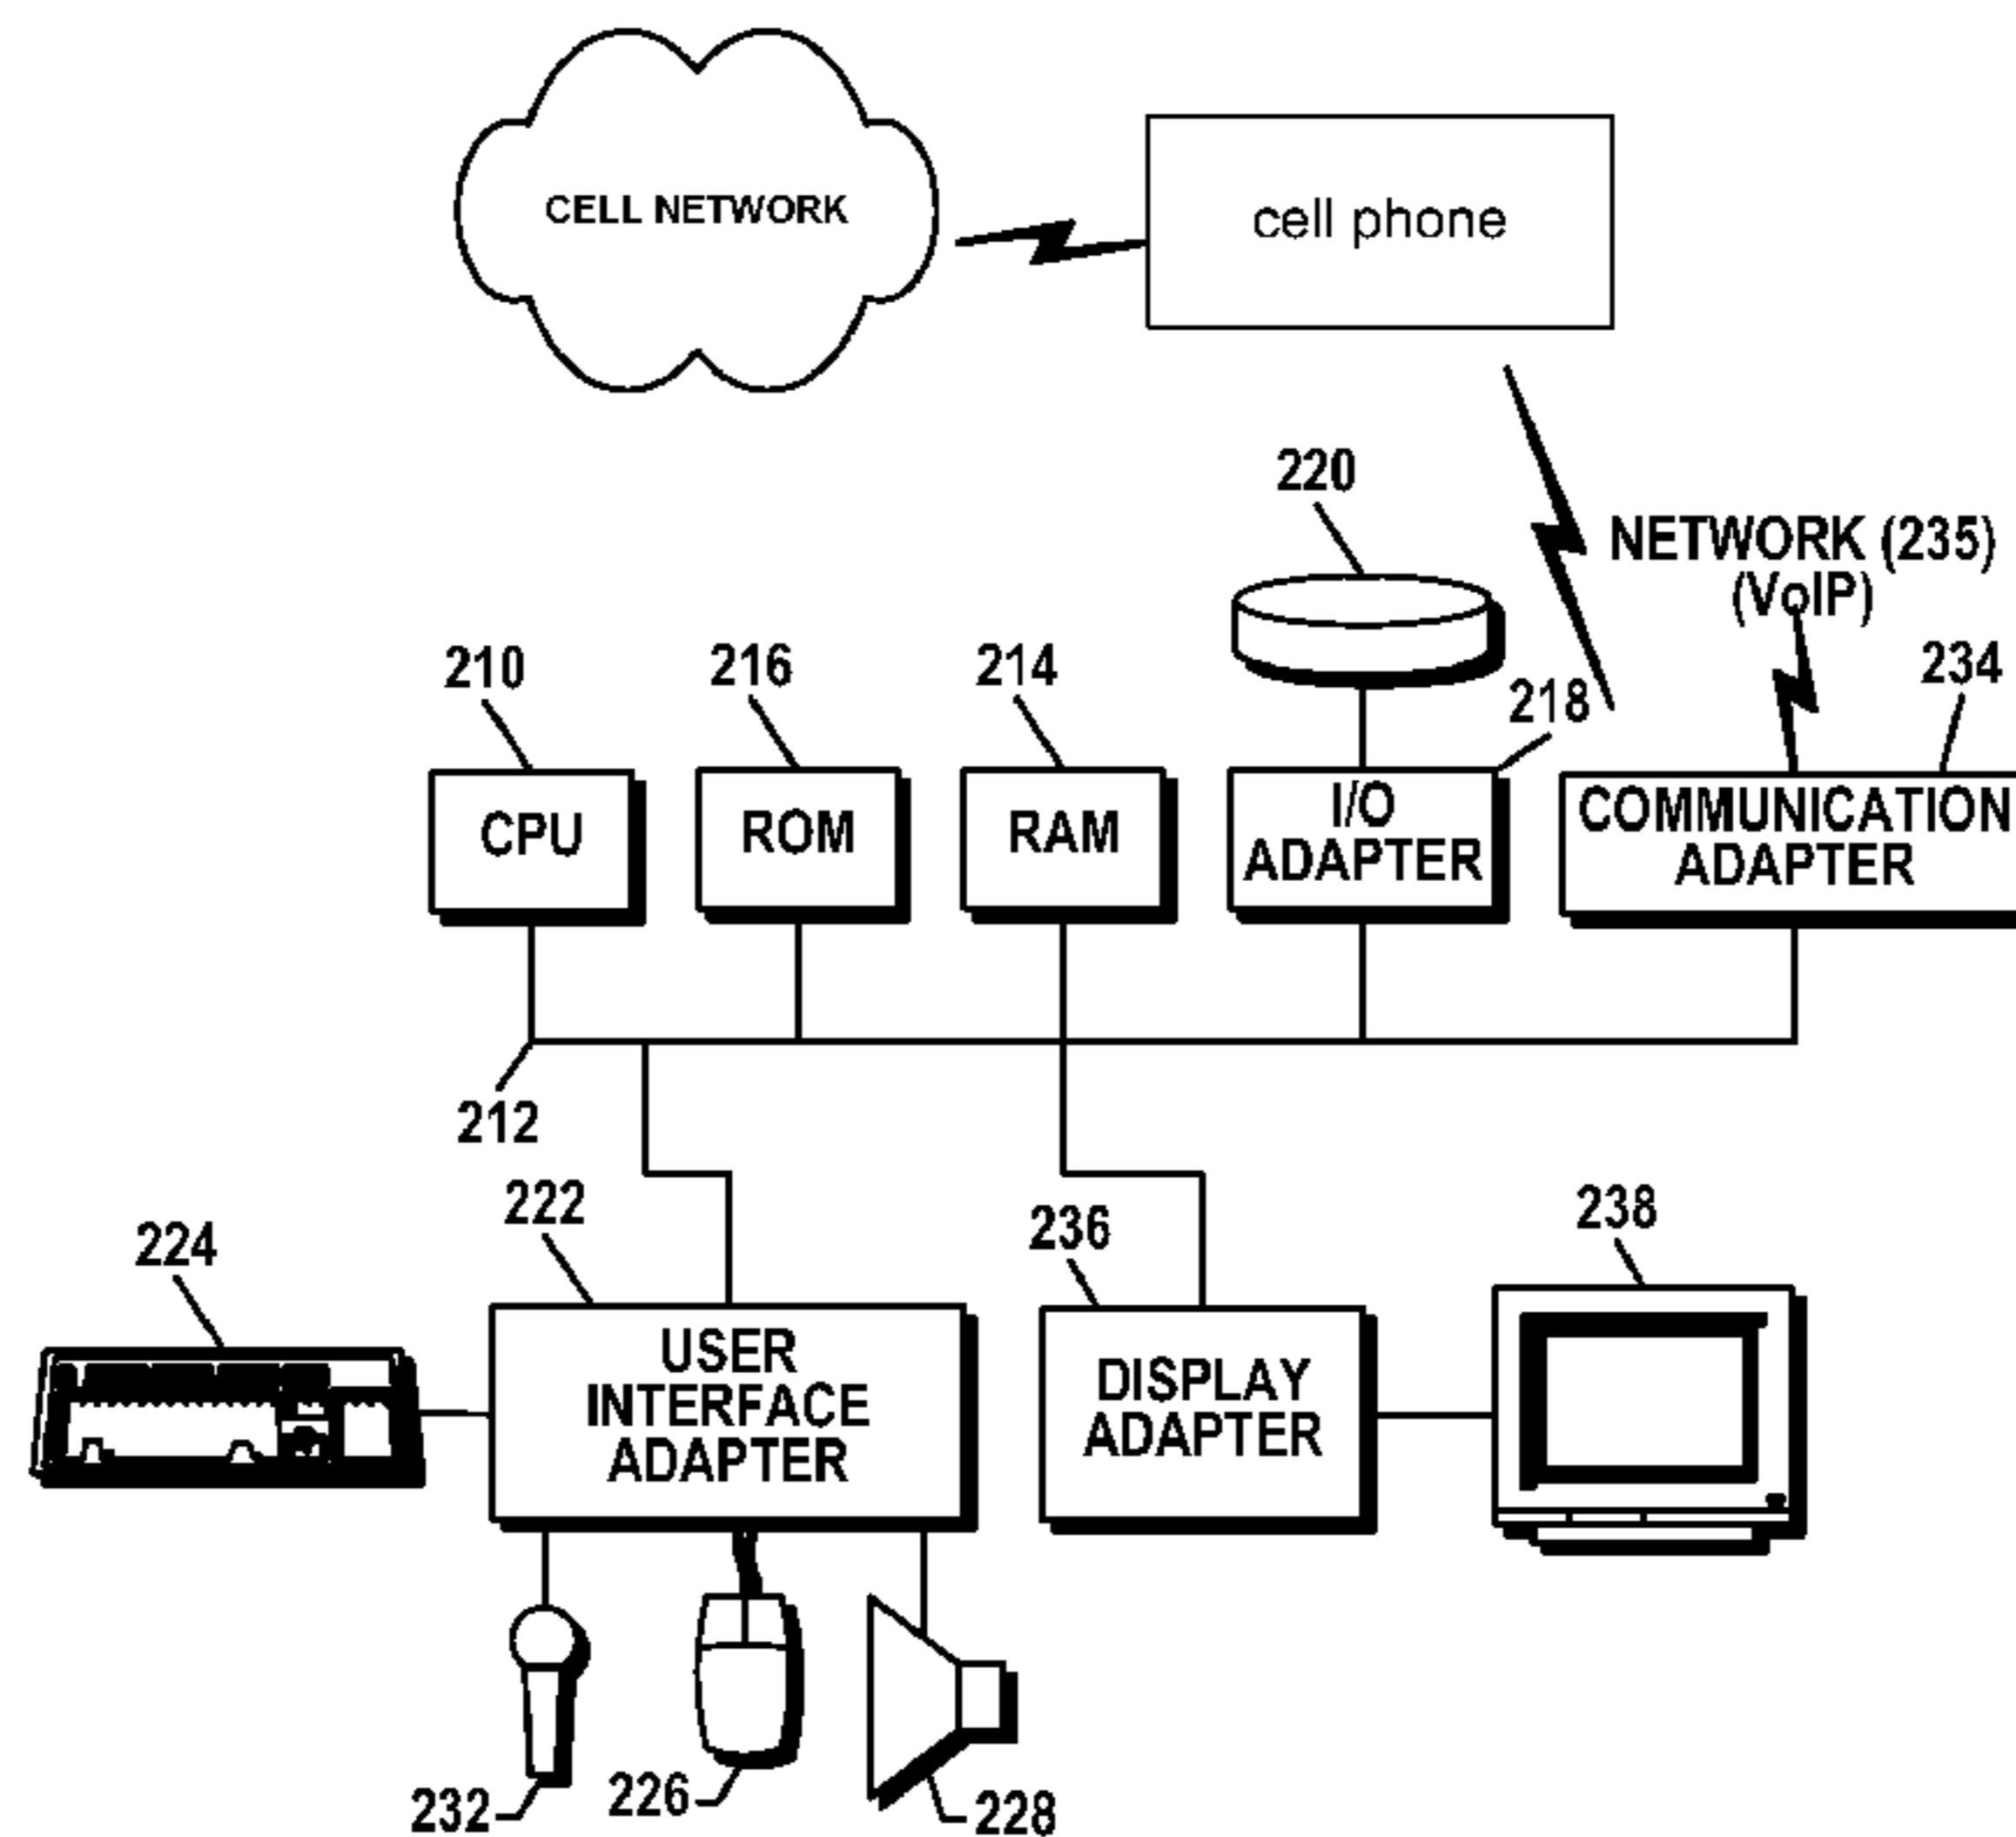 CELL NETWORK
cell phone
220
NETWORK (235)
(VoIP)
210
216
214
218
234
CPU
ROM
RAM
I/O
ADAPTER
COMMUNICATION
ADAPTER
212
222
224
236
238
USER
INTERFACE
ADAPTER
DISPLAY
ADAPTER
232
226
228